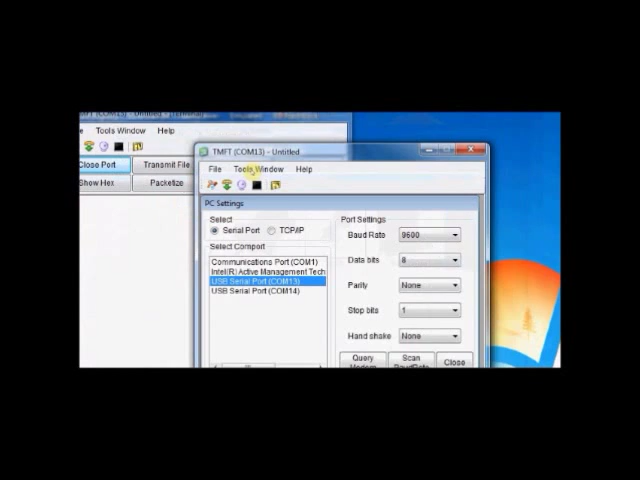 Tools Window Help
Close Port Transmit File
Show Hex Packetize
TMFT (COM13) - Untitled
File Tools Window Help
PC Settings
Select
Serial Port TCP/IP
Select Comport
Communications Port (COM1)
Intel(R) Active Management Tech
USB Serial Port (COM13)
USB Serial Port (COM14)
Port Settings
Baud Rate 9600
Data bits 8
Parity None
Stop bits 1
Hand shake None
Query Modem
Scan BaudRate
Close